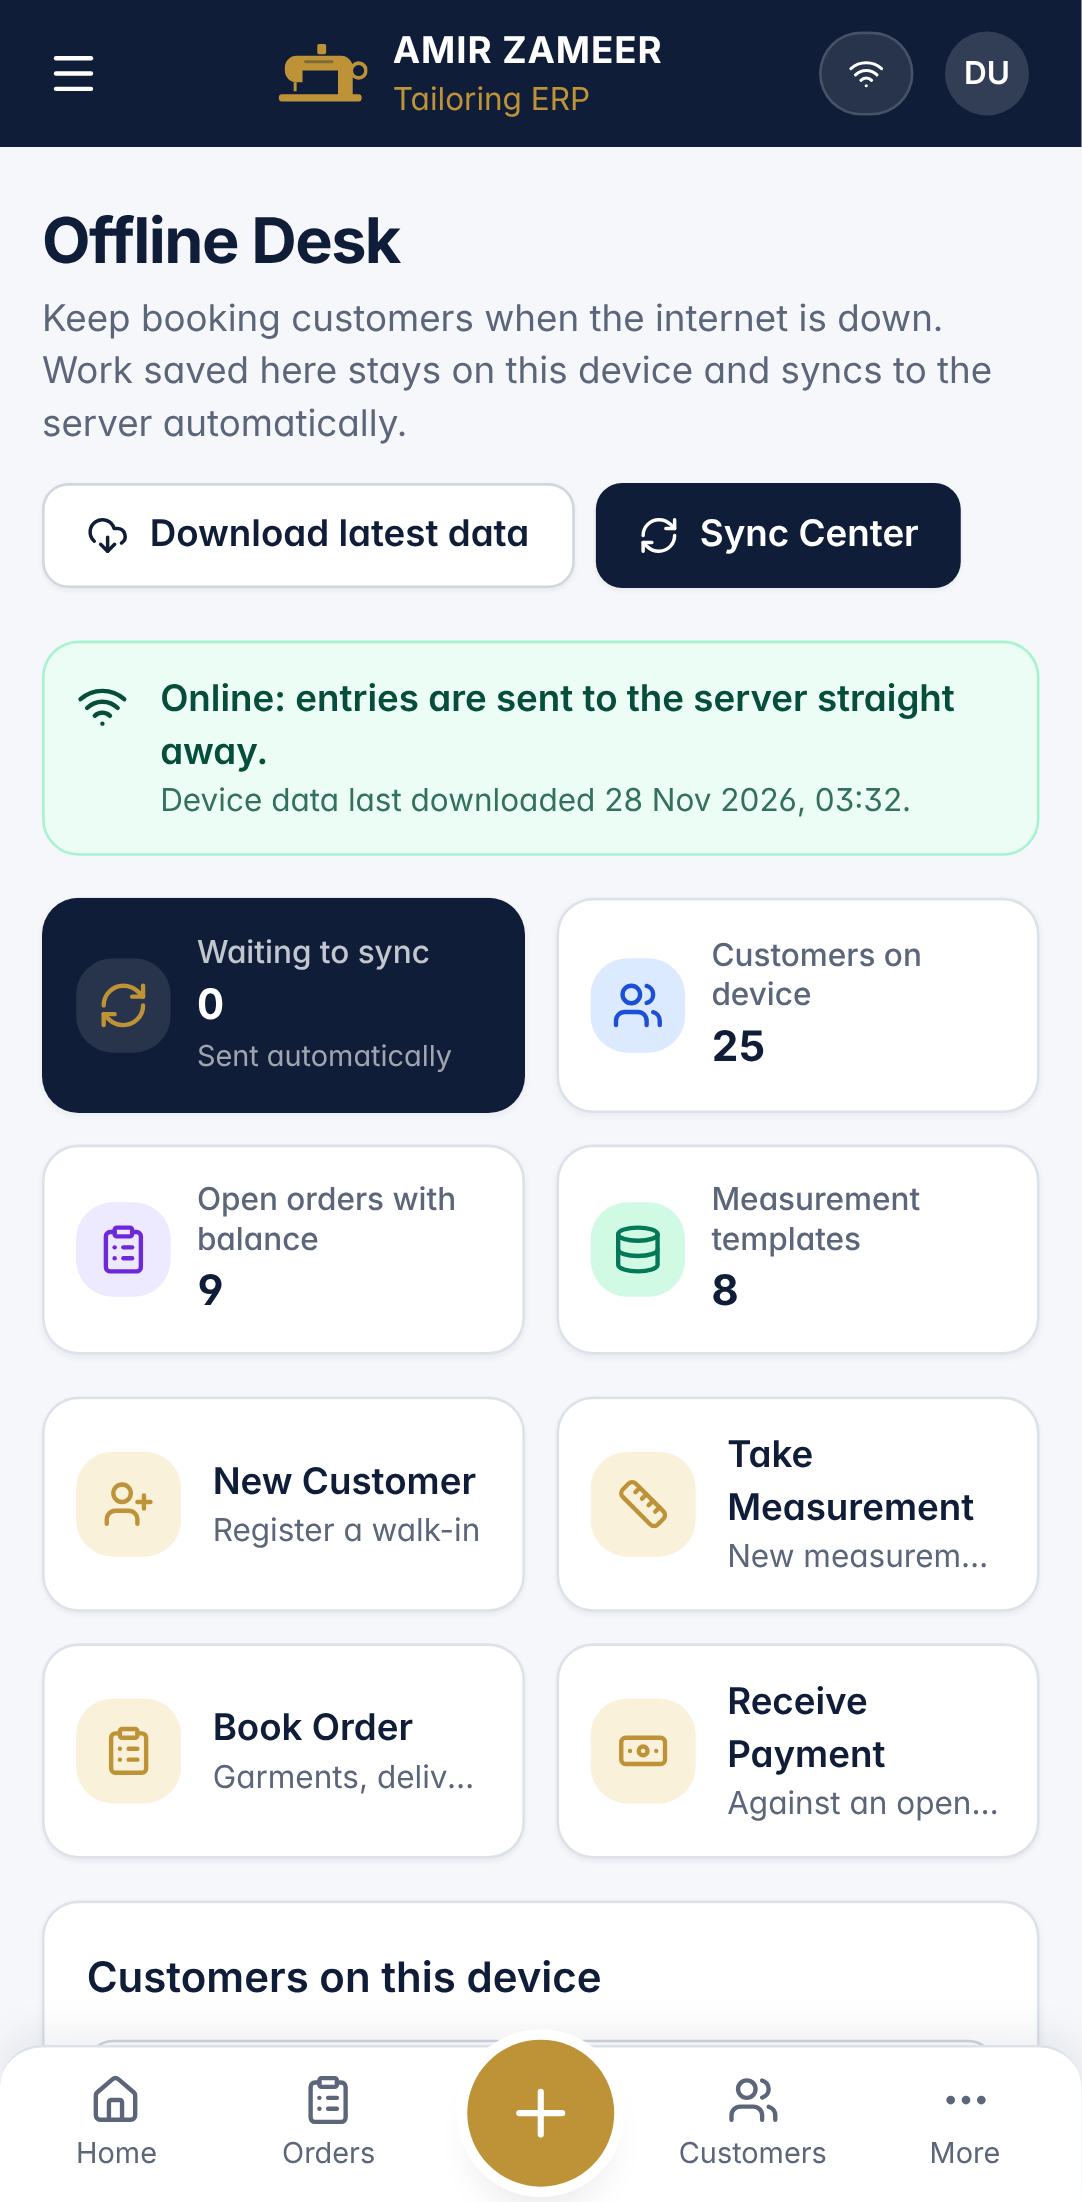 AMIR ZAMEER
Tailoring ERP
DU
Offline Desk
Keep booking customers when the internet is down.
Work saved here stays on this device and syncs to the
server automatically.
Download latest data
Sync Center
Online: entries are sent to the server straight
away.
Device data last downloaded 28 Nov 2026, 03:32.
Waiting to sync
0
Sent automatically
Customers on
device
25
Open orders with
balance
9
Measurement
templates
8
New Customer
Register a walk-in
Take
Measurement
New measurem...
Book Order
Garments, deliv...
Receive
Payment
Against an open...
Customers on this device
Home
Orders
Customers
More